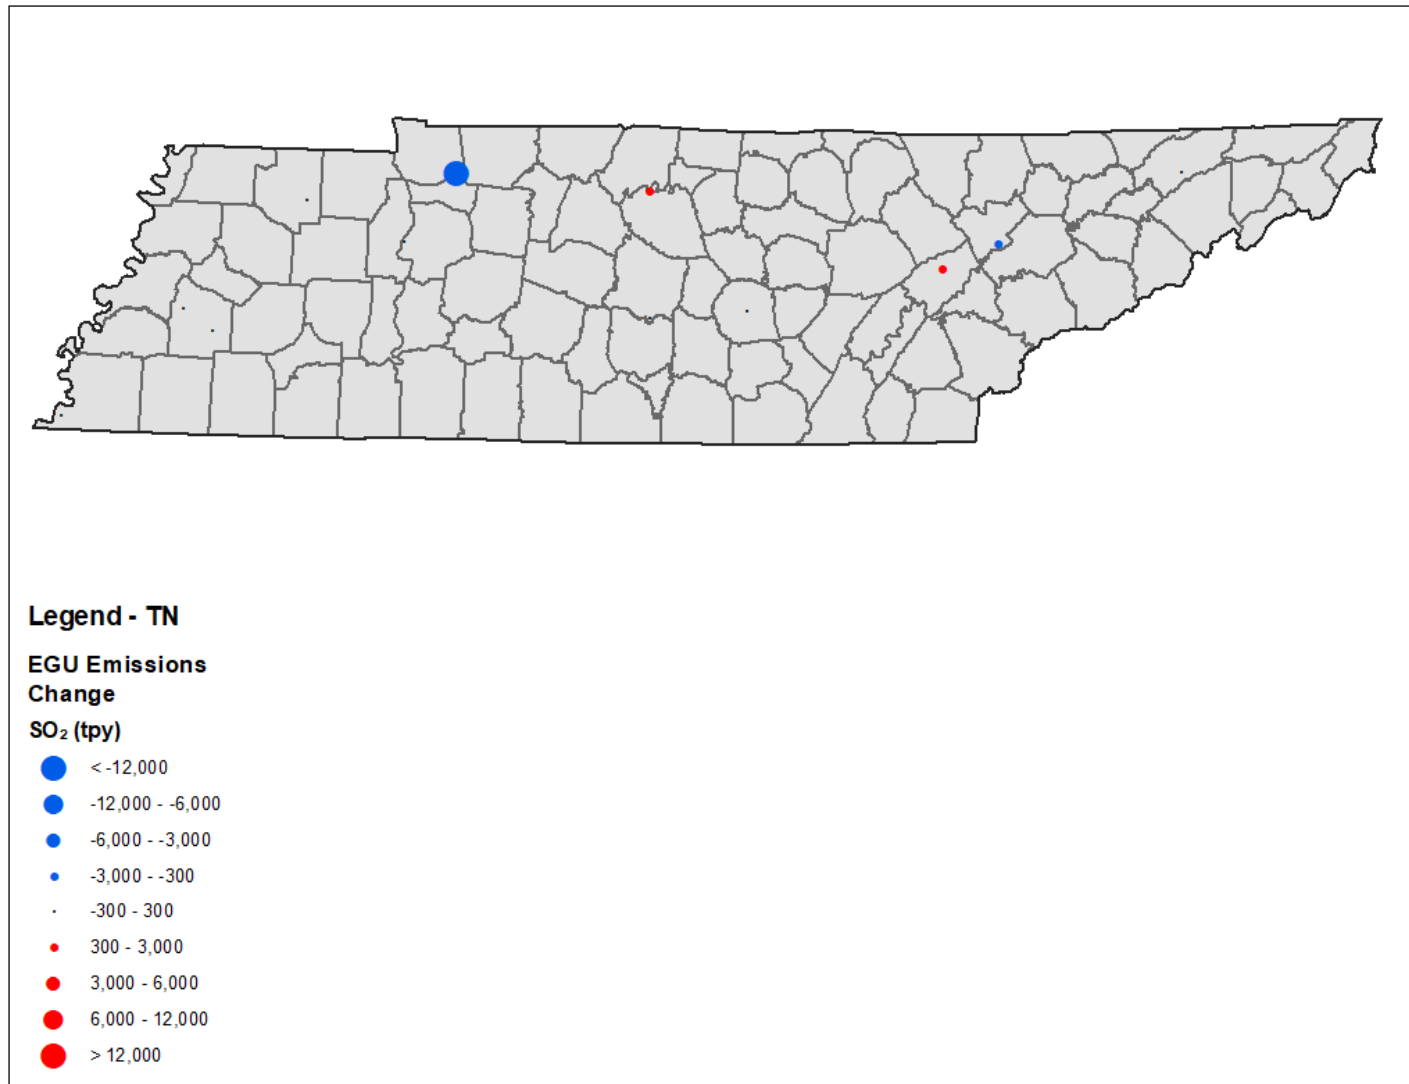 Legend - TN
EGU Emissions
Change
SO₂ (tpy)
< -12,000
-12,000 - -6,000
-6,000 - -3,000
-3,000 - -300
-300 - 300
300 - 3,000
3,000 - 6,000
6,000 - 12,000
> 12,000